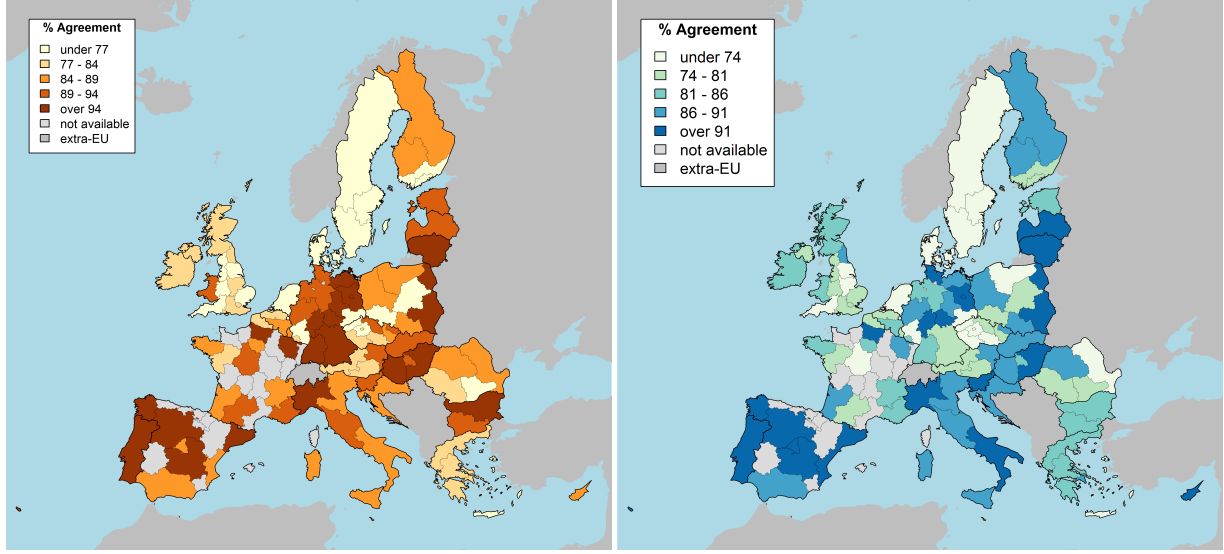 % Agreement
under 77
77 - 84
84 - 89
89 - 94
over 94
not available
extra-EU
% Agreement
under 74
74 - 81
81 - 86
86 - 91
over 91
not available
extra-EU